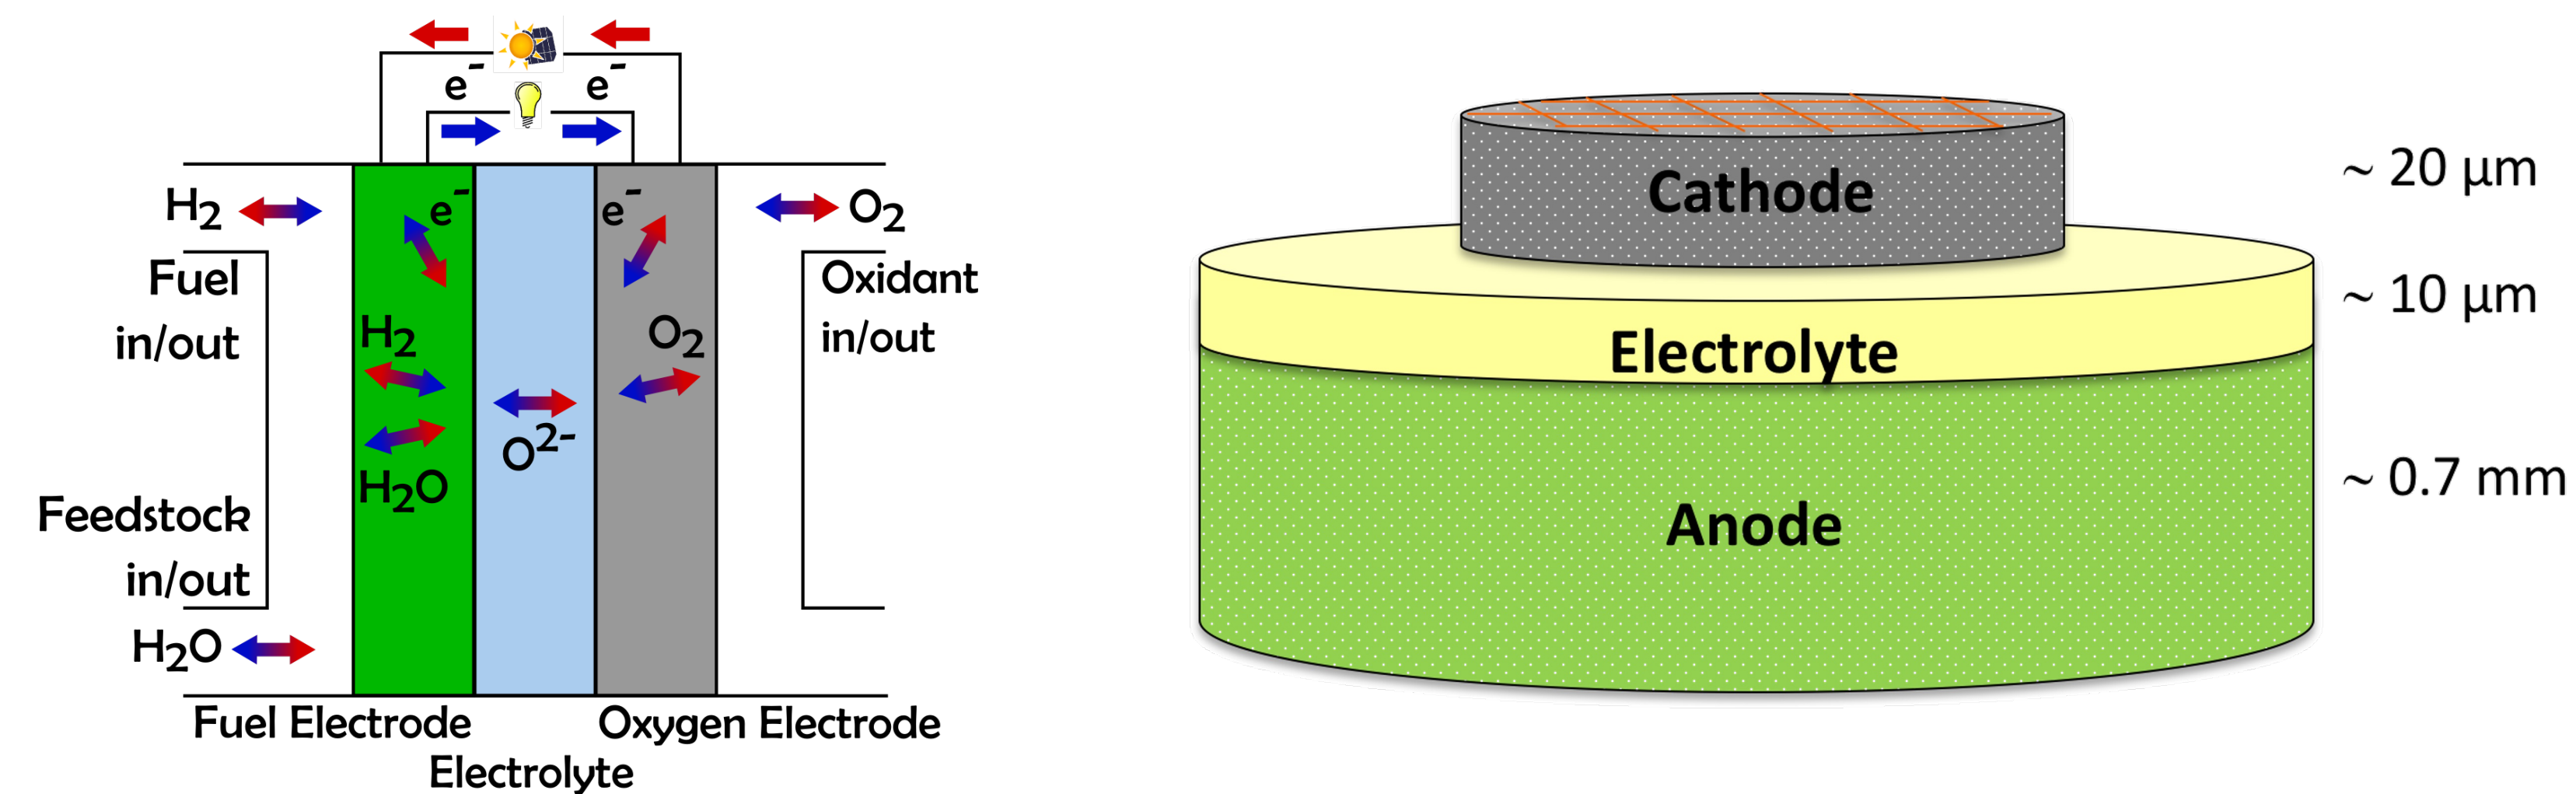 e⁻ e⁻
H₂ e⁻ e⁻ O₂
Fuel
in/out
Oxidant
in/out
H₂ O₂
O²⁻
H₂O
Feedstock
in/out
H₂O
Fuel Electrode Oxygen Electrode
Electrolyte
Cathode
~ 20 µm
Electrolyte
~ 10 µm
Anode
~ 0.7 mm